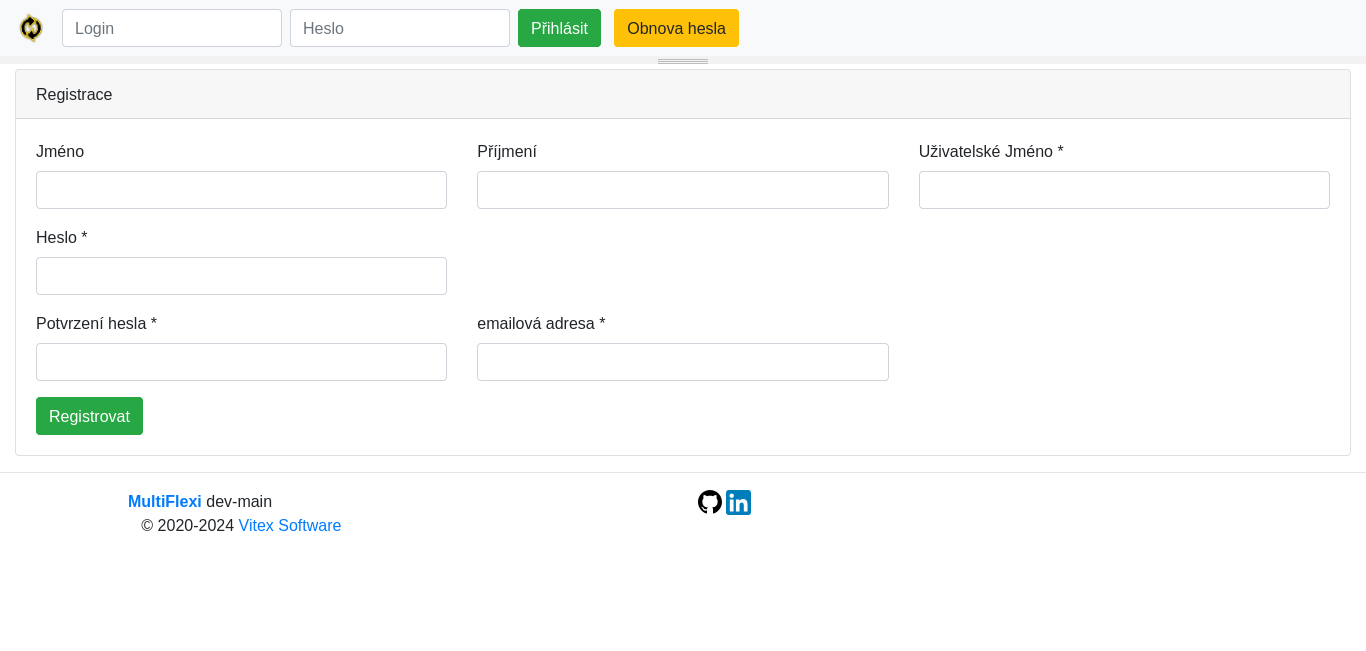 Login Heslo Přihlásit Obnova hesla
Registrace
Jméno Příjmení Uživatelské Jméno *
Heslo *
Potvrzení hesla * emailová adresa *
Registrovat
MultiFlexi dev-main
© 2020-2024 Vitex Software